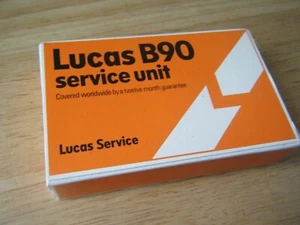 Lucas B90
service unit
Covered worldwide by a twelve month guarantee.
Lucas Service